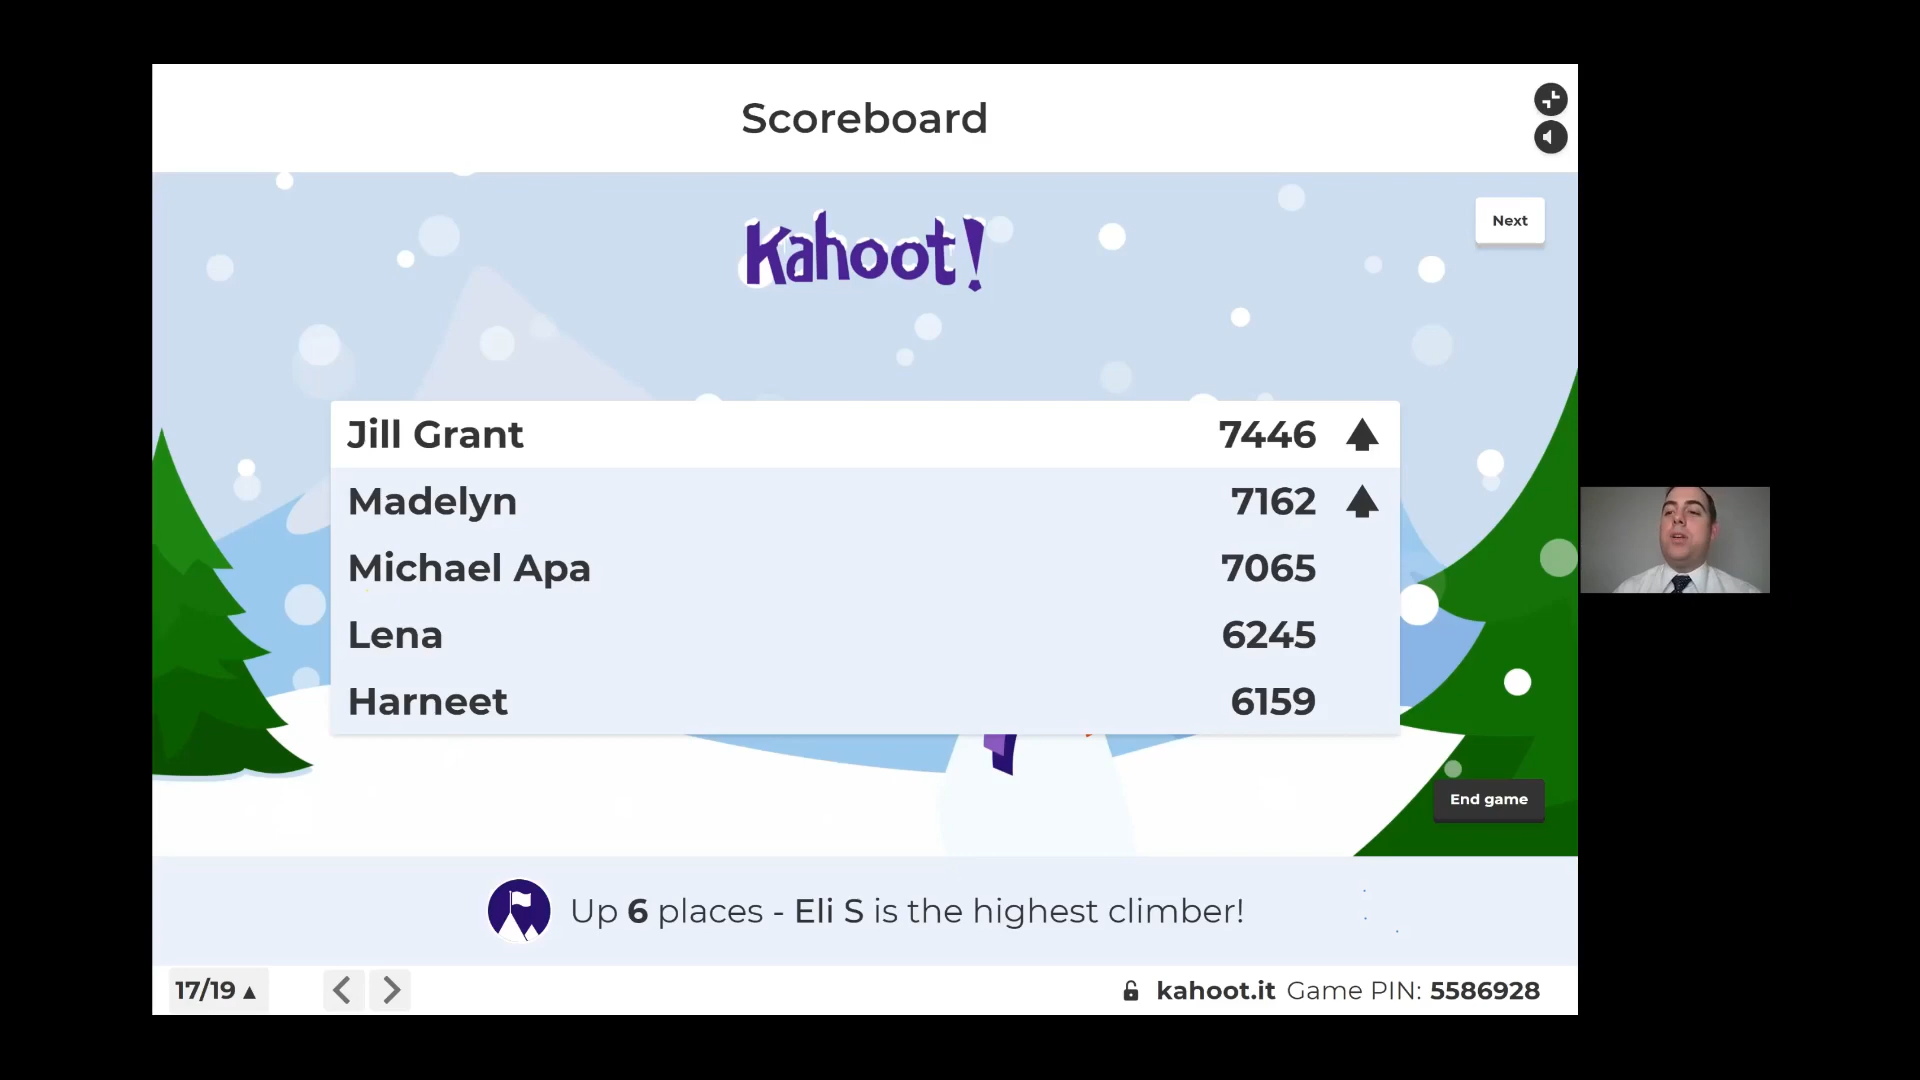 Scoreboard
Kahoot!
Next
Jill Grant 7446
Madelyn 7162
Michael Apa 7065
Lena 6245
Harneet 6159
End game
Up 6 places - Eli S is the highest climber!
17/19 ▲
kahoot.it Game PIN: 5586928